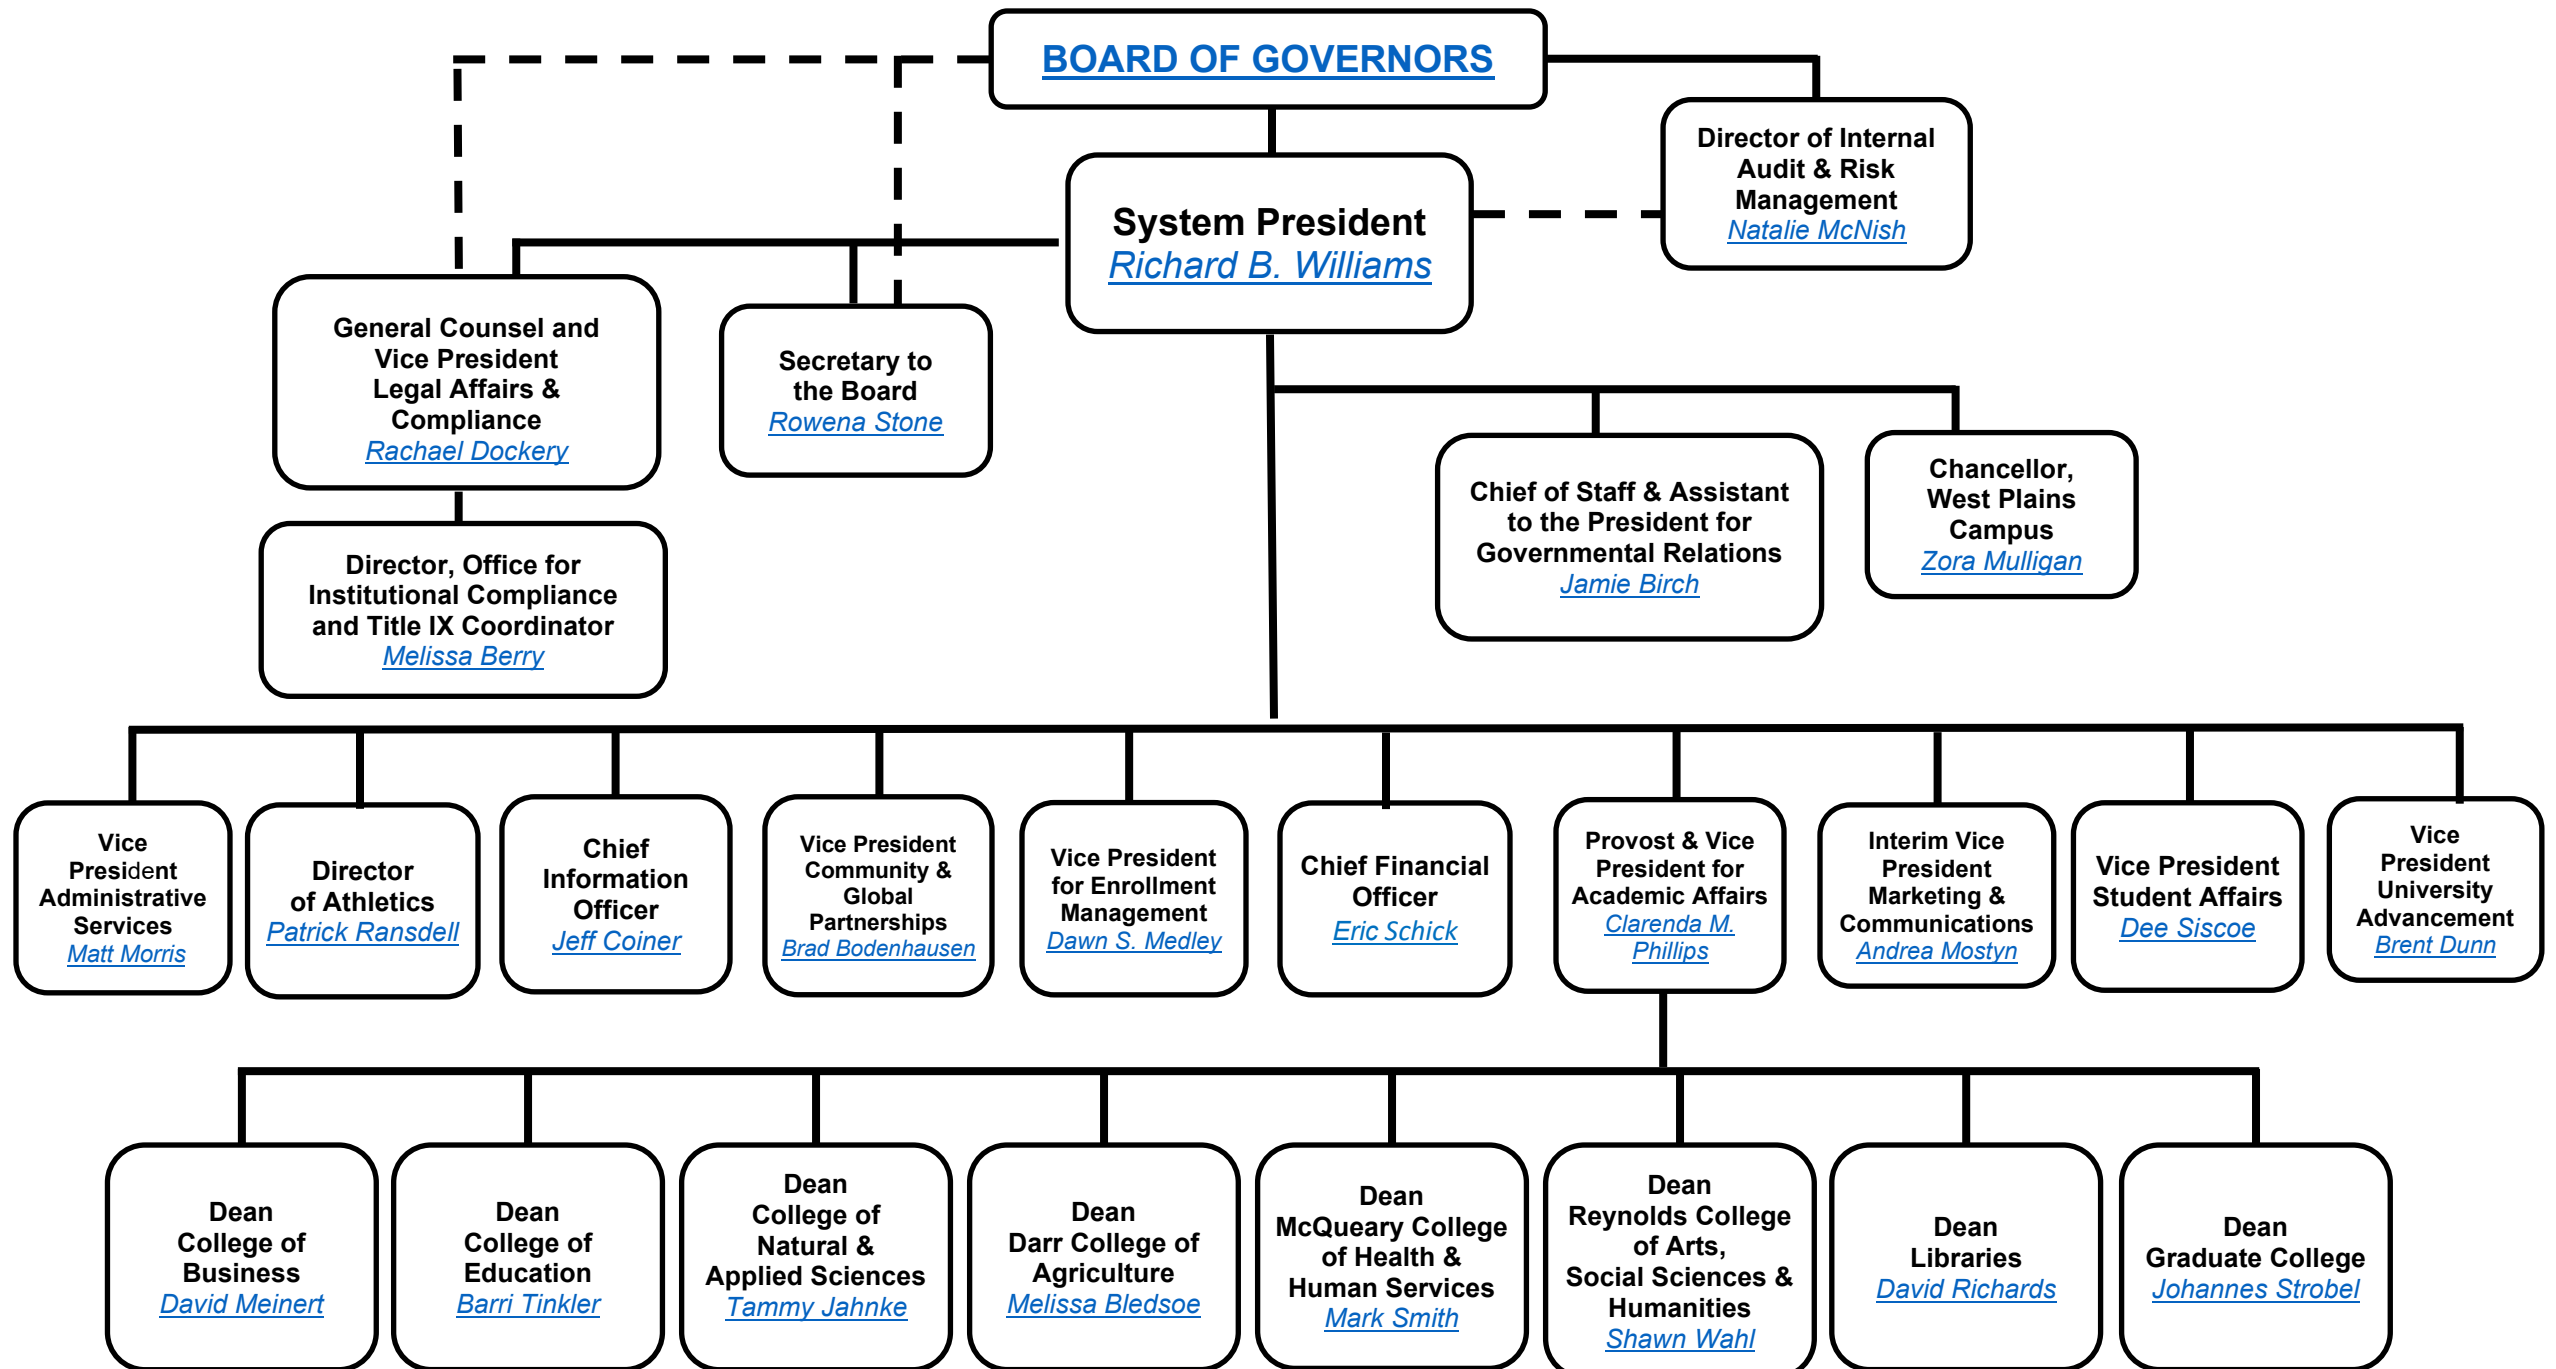 BOARD OF GOVERNORS
Director of Internal
Audit & Risk
Management
Natalie McNish
System President
Richard B. Williams
General Counsel and
Vice President
Legal Affairs &
Compliance
Rachael Dockery
Secretary to
the Board
Rowena Stone
Chief of Staff & Assistant
to the President for
Governmental Relations
Jamie Birch
Chancellor,
West Plains
Campus
Zora Mulligan
Director, Office for
Institutional Compliance
and Title IX Coordinator
Melissa Berry
Vice
President
Administrative
Services
Matt Morris
Director
of Athletics
Patrick Ransdell
Chief
Information
Officer
Jeff Coiner
Vice President
Community &
Global
Partnerships
Brad Bodenhausen
Vice President
for Enrollment
Management
Dawn S. Medley
Chief Financial
Officer
Eric Schick
Provost & Vice
President for
Academic Affairs
Clarenda M.
Phillips
Interim Vice
President
Marketing &
Communications
Andrea Mostyn
Vice President
Student Affairs
Dee Siscoe
Vice
President
University
Advancement
Brent Dunn
Dean
College of
Business
David Meinert
Dean
College of
Education
Barri Tinkler
Dean
College of
Natural &
Applied Sciences
Tammy Jahnke
Dean
Darr College of
Agriculture
Melissa Bledsoe
Dean
McQueary College
of Health &
Human Services
Mark Smith
Dean
Reynolds College
of Arts,
Social Sciences &
Humanities
Shawn Wahl
Dean
Libraries
David Richards
Dean
Graduate College
Johannes Strobel